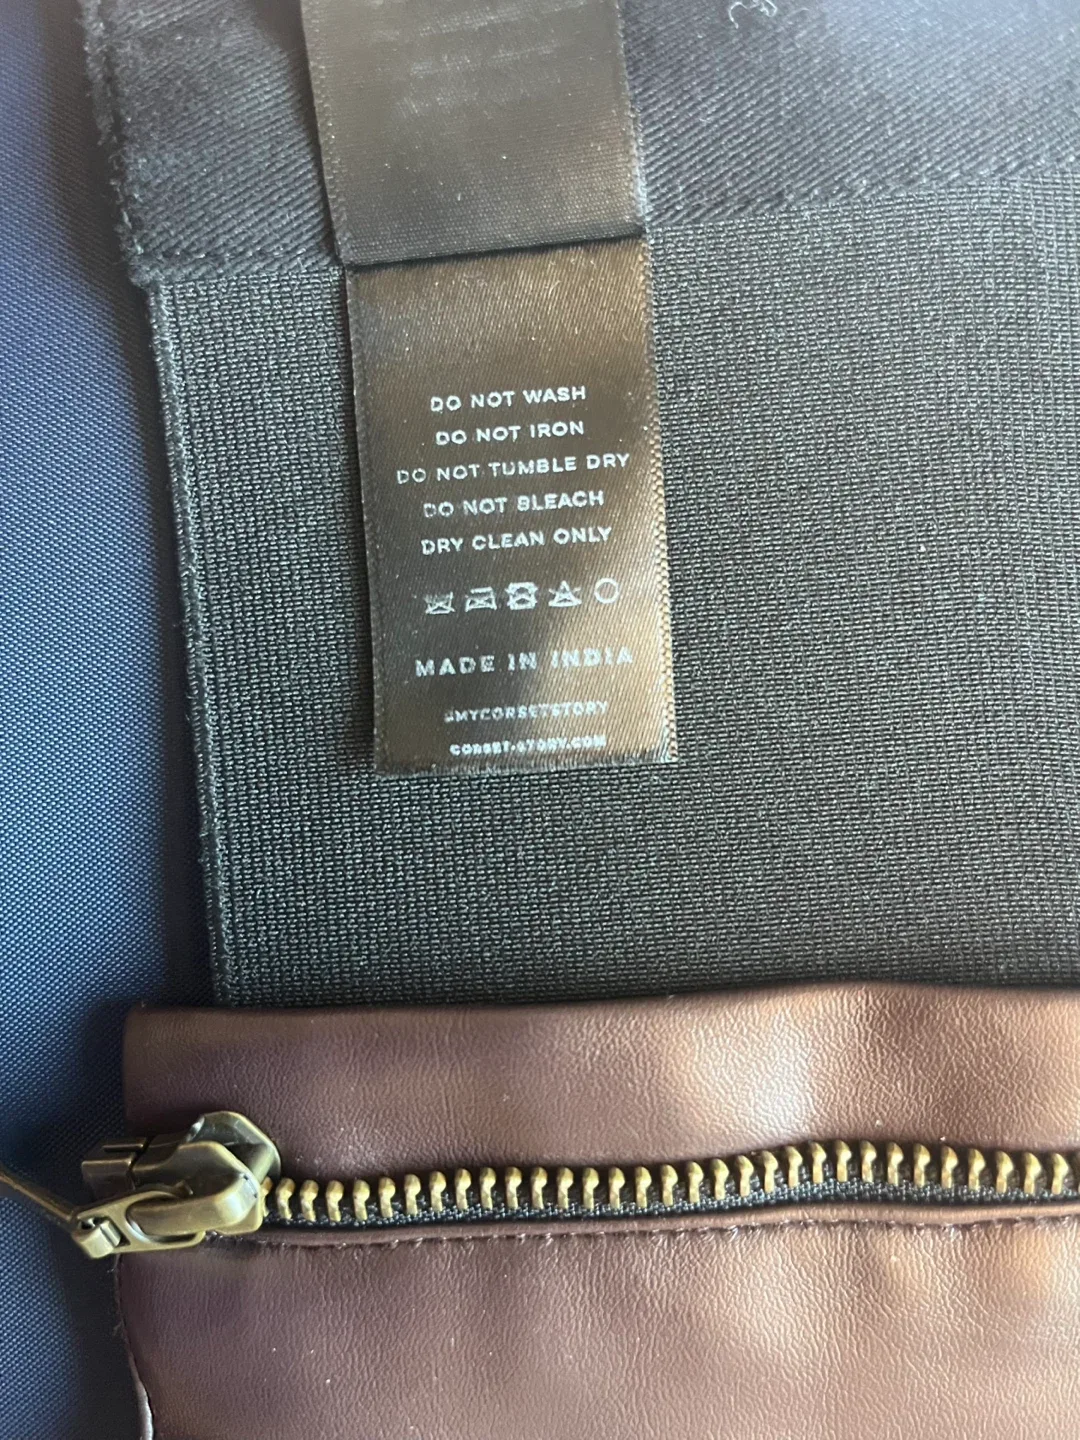 DO NOT WASH
DO NOT IRON
DO NOT TUMBLE DRY
DO NOT BLEACH
DRY CLEAN ONLY
MADE IN INDIA
#MYCORSETSTORY
CORSET-STORY.COM